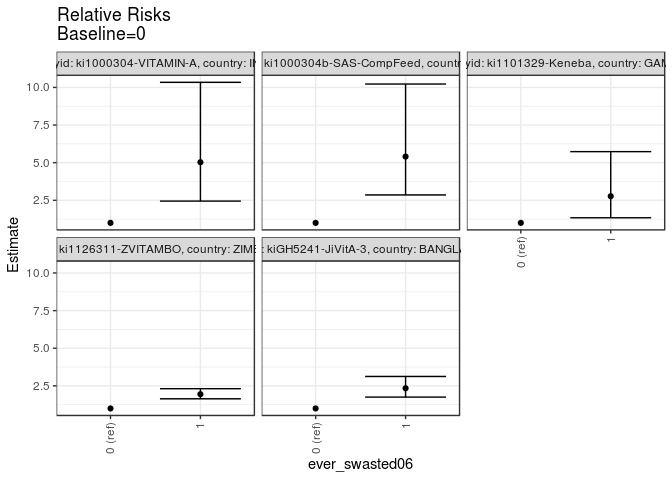 Relative Risks
Baseline=0
yid: ki1000304-VITAMIN-A, country: I
ki1000304b-SAS-CompFeed, countr
yid: ki1101329-Keneba, country: GAM
10.0
7.5
5.0
2.5
ki1126311-ZVITAMBO, country: ZIM
: kiGH5241-JiVitA-3, country: BANGL
10.0
7.5
5.0
2.5
Estimate
0 (ref)
1
0 (ref)
1
0 (ref)
1
ever_swasted06